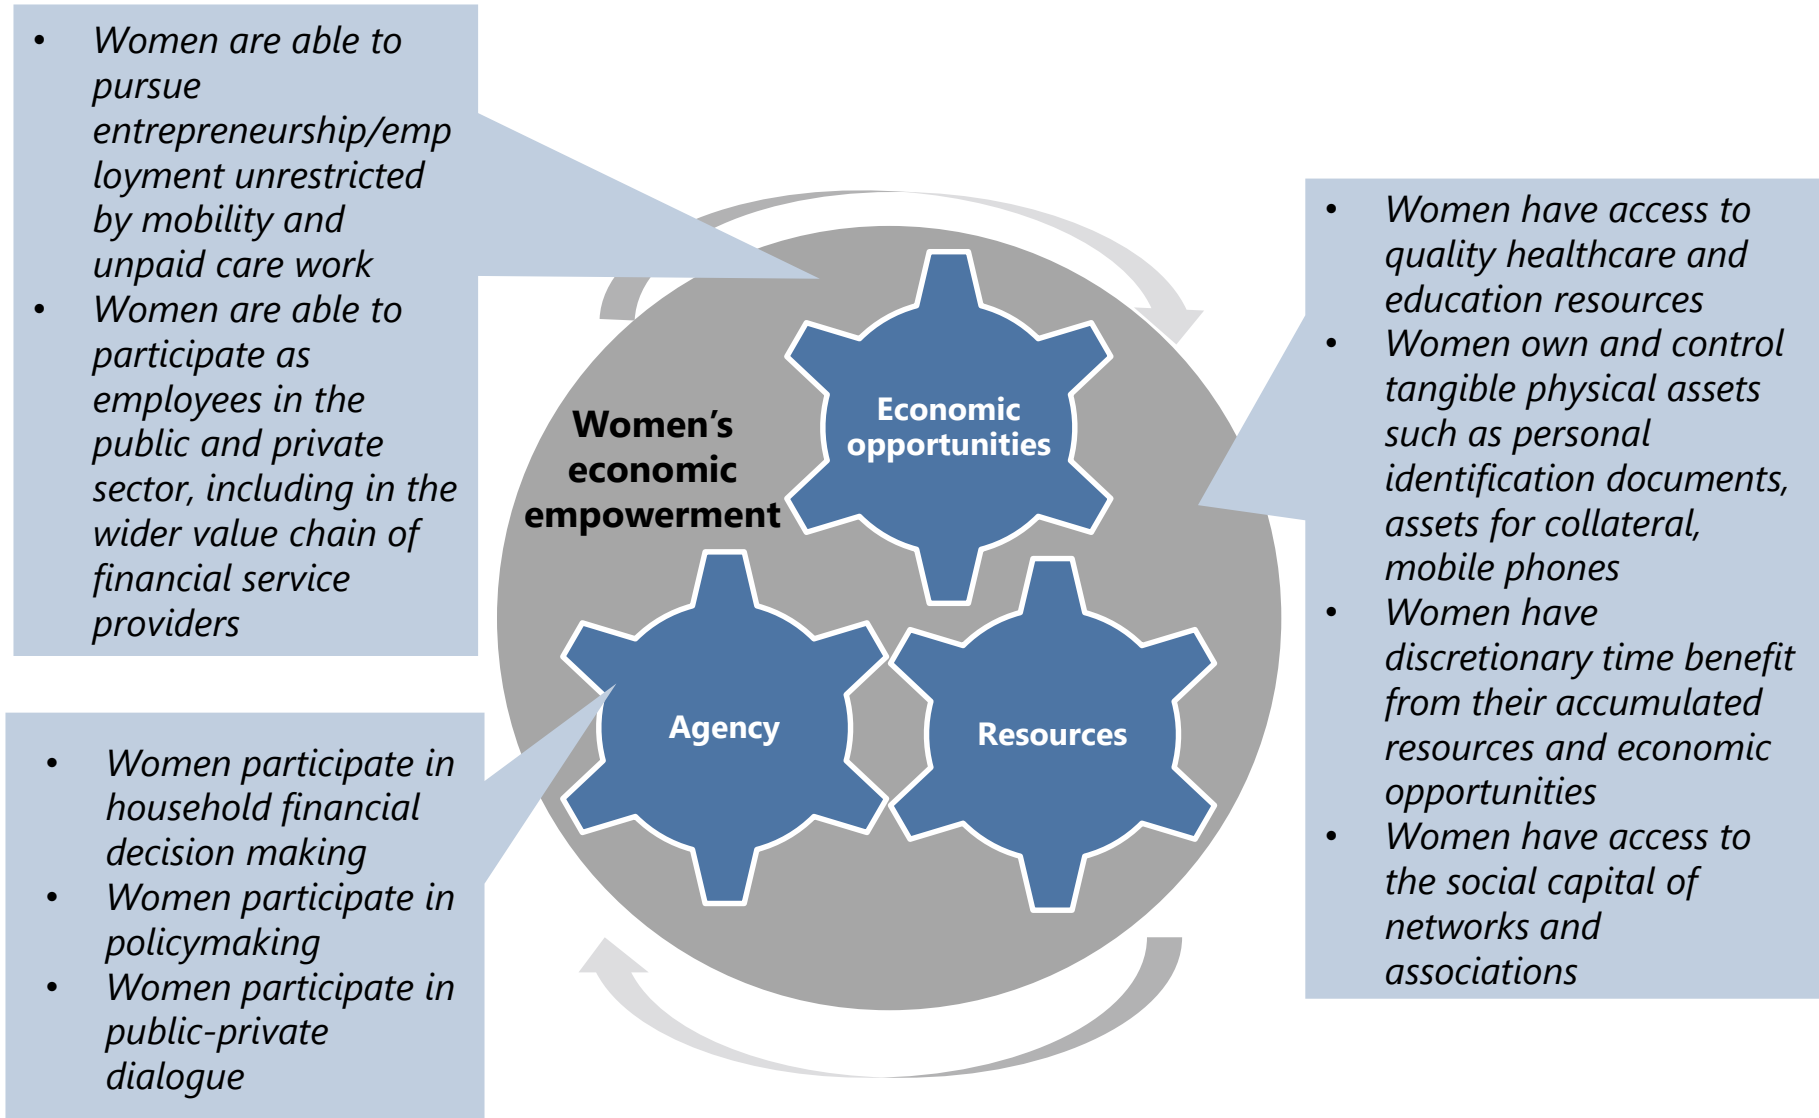 • Women are able to
pursue
entrepreneurship/emp
loyment unrestricted
by mobility and
unpaid care work
• Women are able to
participate as
employees in the
public and private
sector, including in the
wider value chain of
financial service
providers
• Women participate in
household financial
decision making
• Women participate in
policymaking
• Women participate in
public-private
dialogue
Women's
economic
empowerment
Economic
opportunities
Agency
Resources
• Women have access to
quality healthcare and
education resources
• Women own and control
tangible physical assets
such as personal
identification documents,
assets for collateral,
mobile phones
• Women have
discretionary time benefit
from their accumulated
resources and economic
opportunities
• Women have access to
the social capital of
networks and
associations